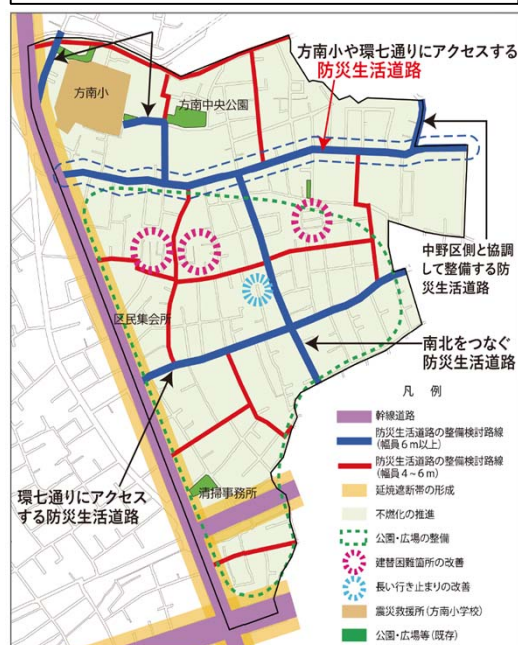 方南小や環七通りにアクセスする
防災生活道路
方南小
方南中央公園
中野区側と協調
して整備する防
災生活道路
区民集会所
南北をつなぐ
防災生活道路
環七通りにアクセス
する防災生活道路
清掃事務所
凡 例
幹線道路
防災生活道路の整備検討路線
(幅員6m以上)
防災生活道路の整備検討路線
(幅員4~6m)
延焼遮断帯の形成
不燃化の推進
公園・広場の整備
建替困難箇所の改善
長い行き止まりの改善
震災救援所(方南小学校)
公園・広場等(既存)